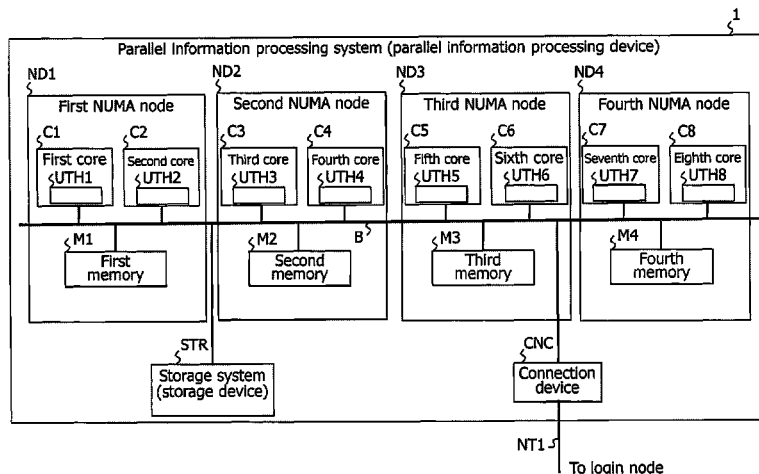 1
Parallel information processing system (parallel information processing device)
ND1
ND2
ND3
ND4
First NUMA node
Second NUMA node
Third NUMA node
Fourth NUMA node
C1
C2
C3
C4
C5
C6
C7
C8
First core
Second core
Third core
Fourth core
Fifth core
Sixth core
Seventh core
Eighth core
UTH1
UTH2
UTH3
UTH4
UTH5
UTH6
UTH7
UTH8
M1
M2
B
M3
M4
First
memory
Second
memory
Third
memory
Fourth
memory
STR
CNC
Storage system
(storage device)
Connection
device
NT1
To login node